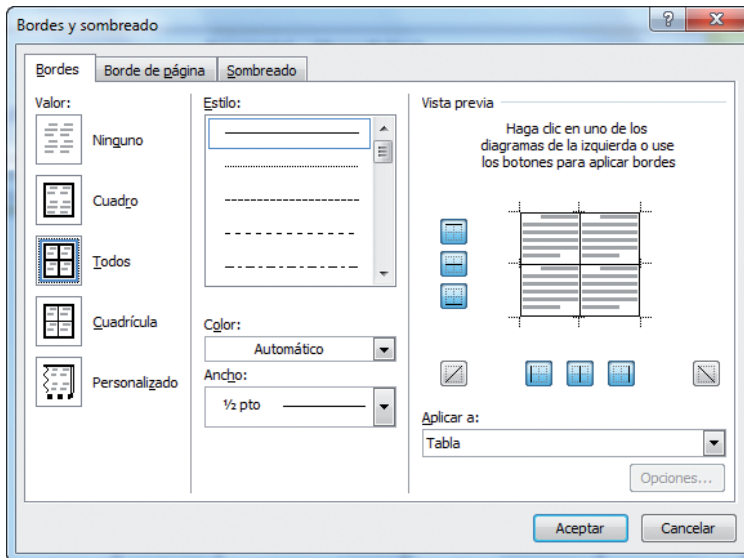 Bordes y sombreado
Bordes
Borde de página
Sombreado
Valor:
Ninguno
Cuadro
Todos
Cuadrícula
Personalizado
Estilo:
Color:
Automático
Ancho:
½ pto
Vista previa
Haga clic en uno de los
diagramas de la izquierda o use
los botones para aplicar bordes
Aplicar a:
Tabla
Opciones...
Aceptar
Cancelar